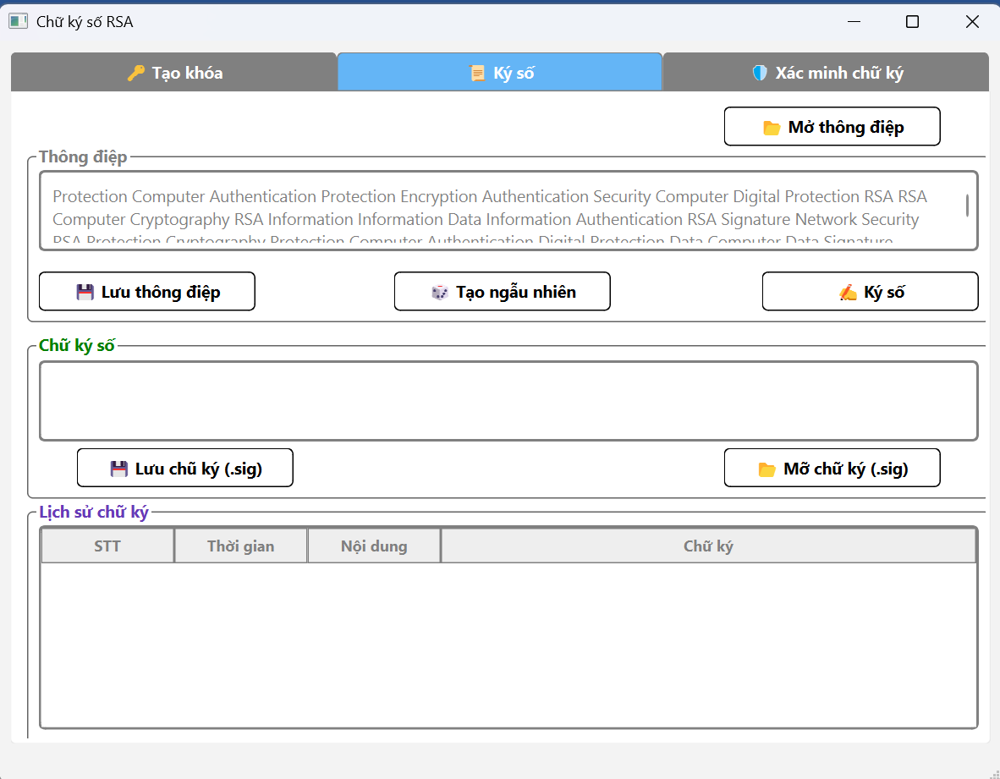 Chữ ký số RSA
Tạo khóa
Ký số
Xác minh chữ ký
Mở thông điệp
Thông điệp
Protection Computer Authentication Protection Encryption Authentication Security Computer Digital Protection RSA RSA
Computer Cryptography RSA Information Information Data Information Authentication RSA Signature Network Security
RSA Protection Cryptography Protection Computer Authentication Digital Protection Data Computer Data Signature
Lưu thông điệp
Tạo ngẫu nhiên
Ký số
Chữ ký số
Lưu chũ ký (.sig)
Mỡ chữ ký (.sig)
Lịch sử chữ ký
STT
Thời gian
Nội dung
Chữ ký